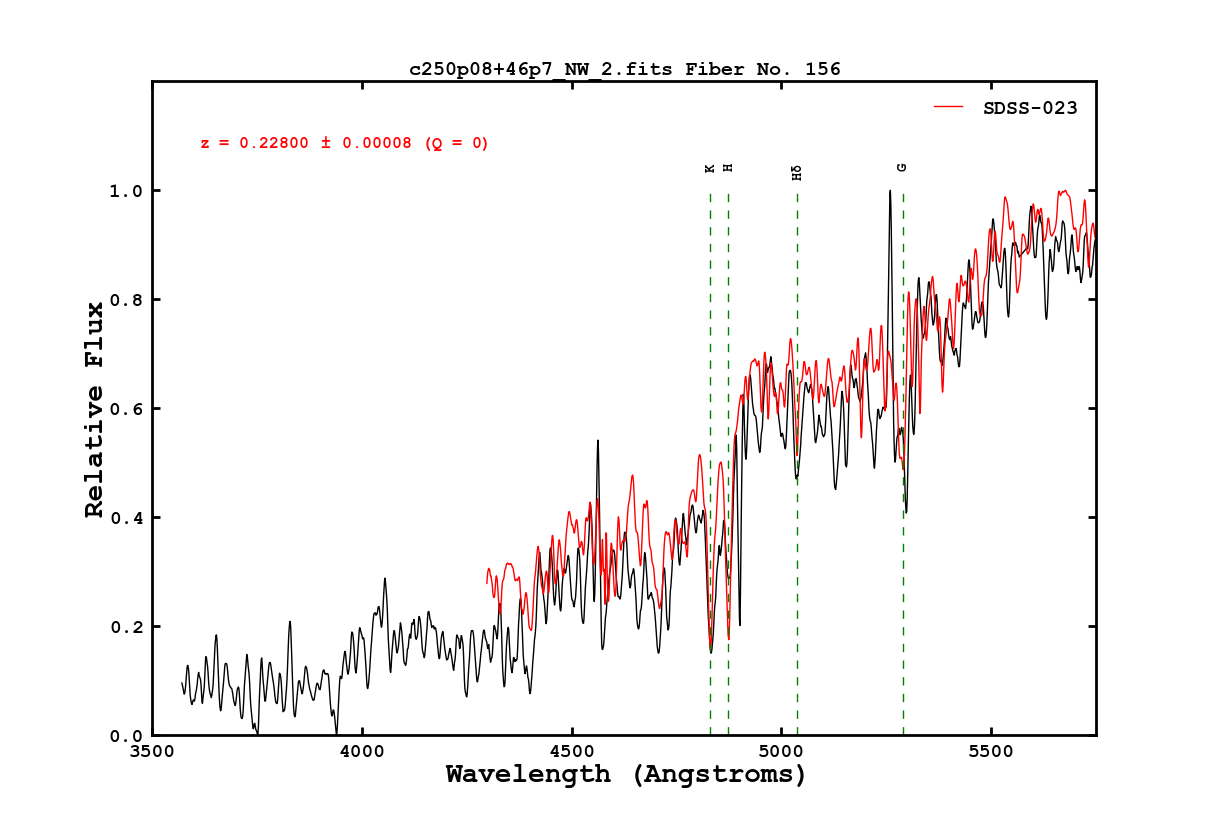 c250p08+46p7_NW_2.fits Fiber No. 156
SDSS-023
z = 0.22800 ± 0.00008 (Q = 0)
K H Hδ G
1.0
0.8
0.6
0.4
0.2
0.0
Relative Flux
3500 4000 4500 5000 5500
Wavelength (Angstroms)